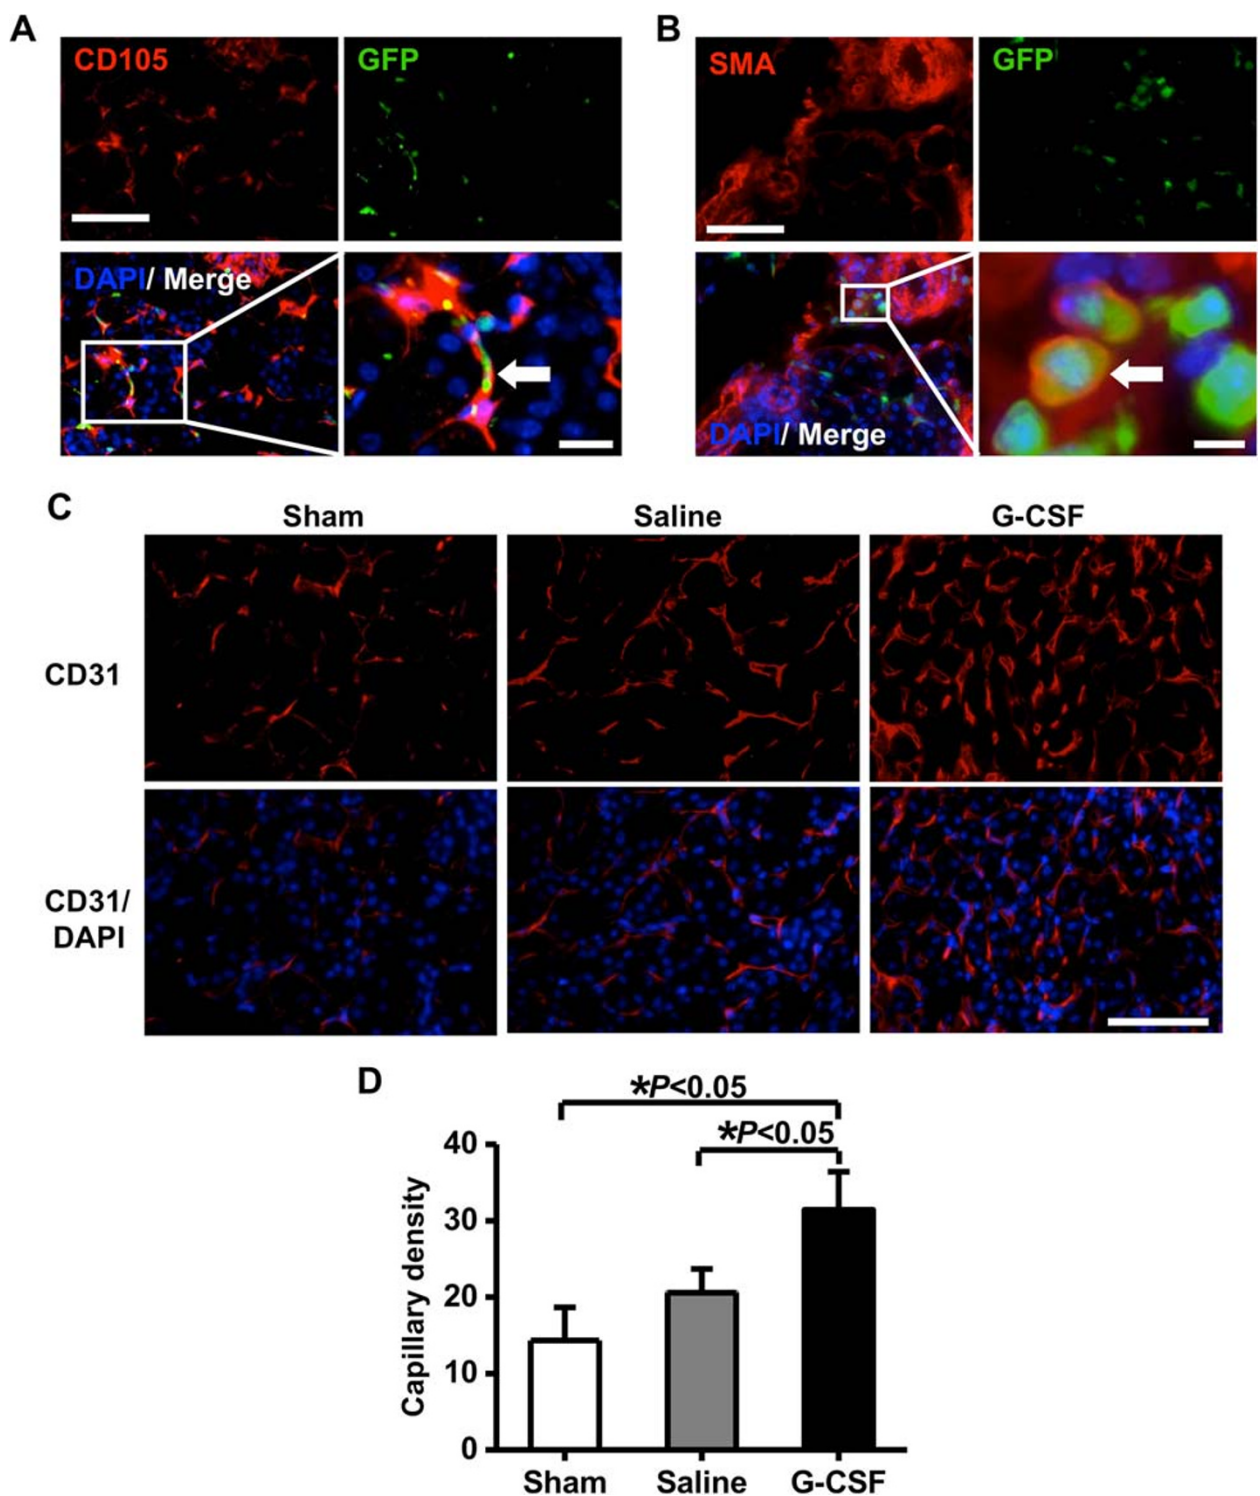 A
B
CD105
GFP
SMA
GFP
DAPI/ Merge
DAPI/ Merge
C
Sham
Saline
G-CSF
CD31
CD31/
DAPI
D
*P<0.05
*P<0.05
40
30
20
10
0
Capillary density
Sham
Saline
G-CSF